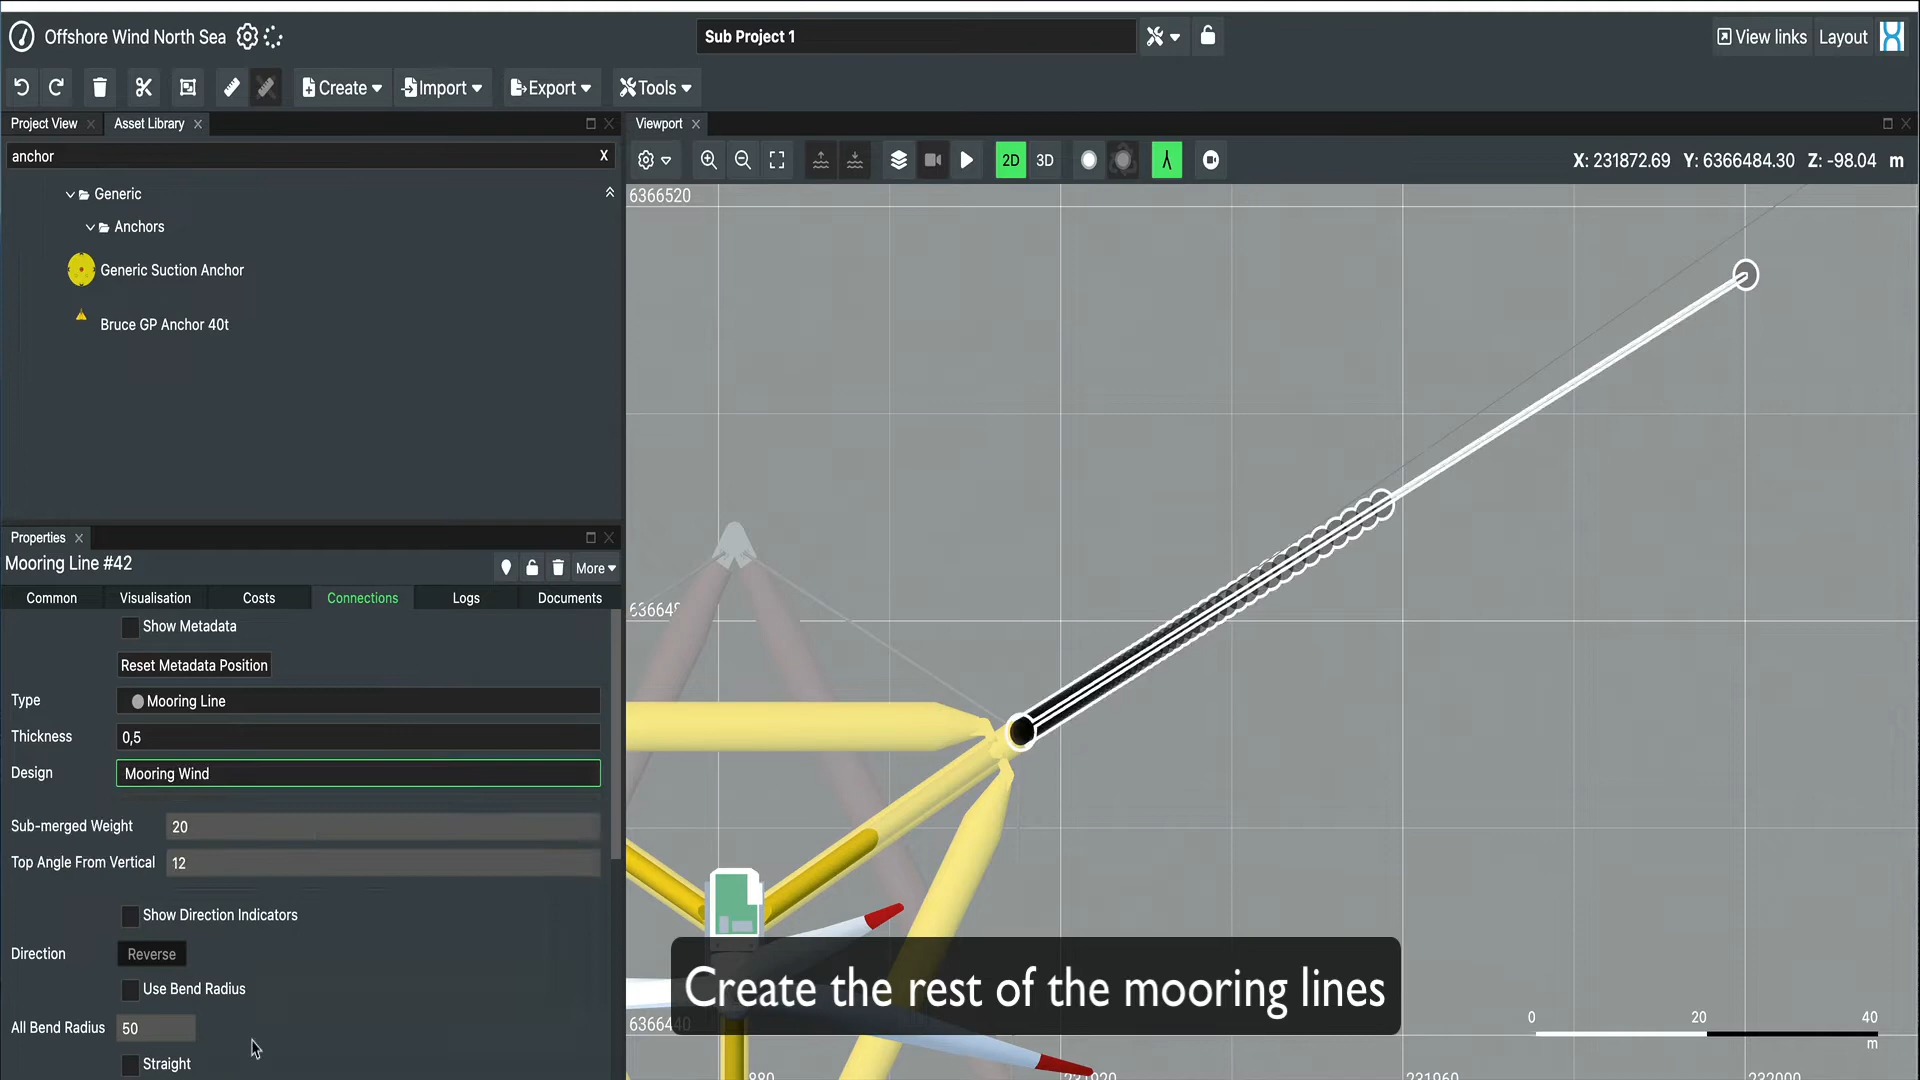 Offshore Wind North Sea
Sub Project 1
View links
Layout
Create
Import
Export
Tools
Project View
Asset Library
Viewport
anchor
X
2D
3D
X: 231872.69 Y: 6366484.30 Z: -98.04 m
Generic
Anchors
Generic Suction Anchor
Bruce GP Anchor 40t
6366520
Properties
Mooring Line #42
More
Common
Visualisation
Costs
Connections
Logs
Documents
Show Metadata
Reset Metadata Position
Type
Mooring Line
Thickness
0,5
Design
Mooring Wind
Sub-merged Weight
20
Top Angle From Vertical
12
Show Direction Indicators
Direction
Reverse
Use Bend Radius
All Bend Radius
50
Straight
6366440
Create the rest of the mooring lines
0
20
40
m
231920
231960
232000